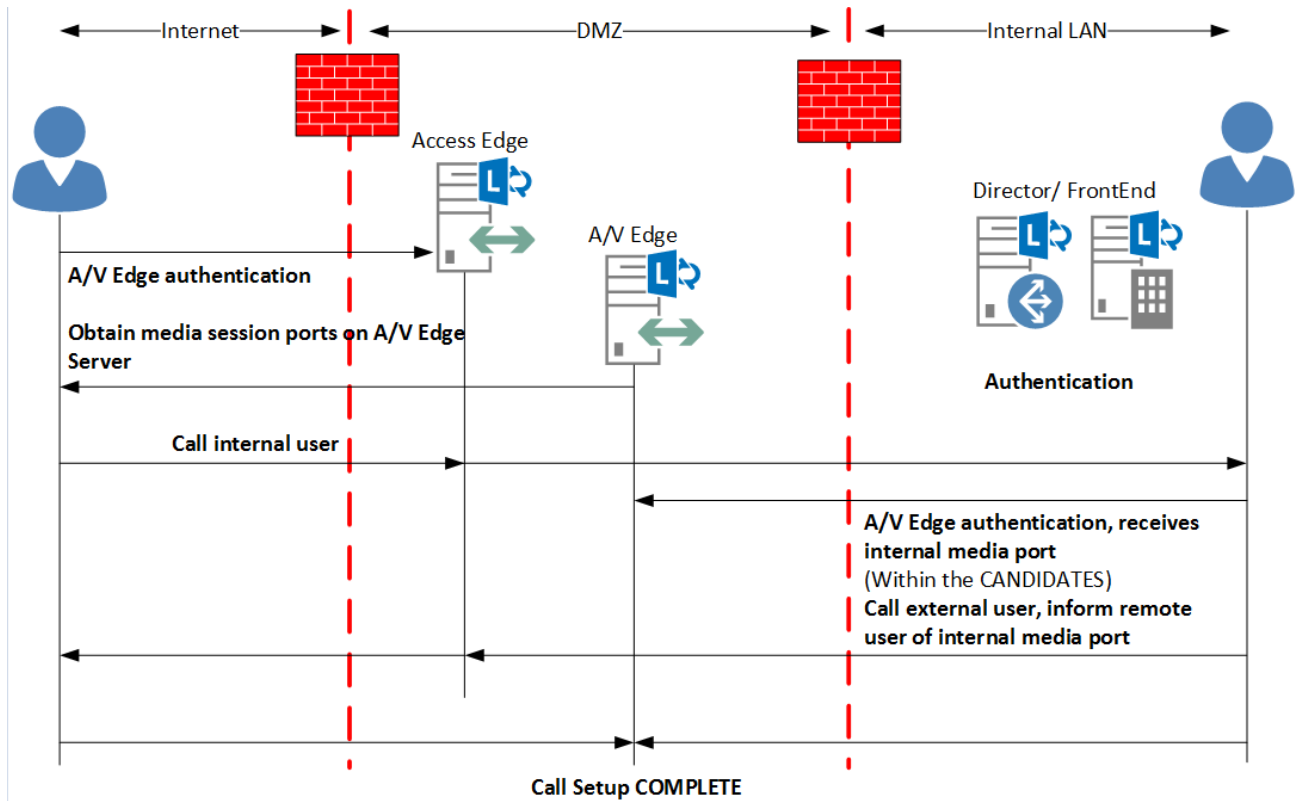 Internet
DMZ
Internal LAN
Access Edge
L
Director/ FrontEnd
L
L
A/V Edge
L
A/V Edge authentication
Obtain media session ports on A/V Edge
Server
Authentication
Call internal user
A/V Edge authentication, receives
internal media port
(Within the CANDIDATES)
Call external user, inform remote
user of internal media port
Call Setup COMPLETE